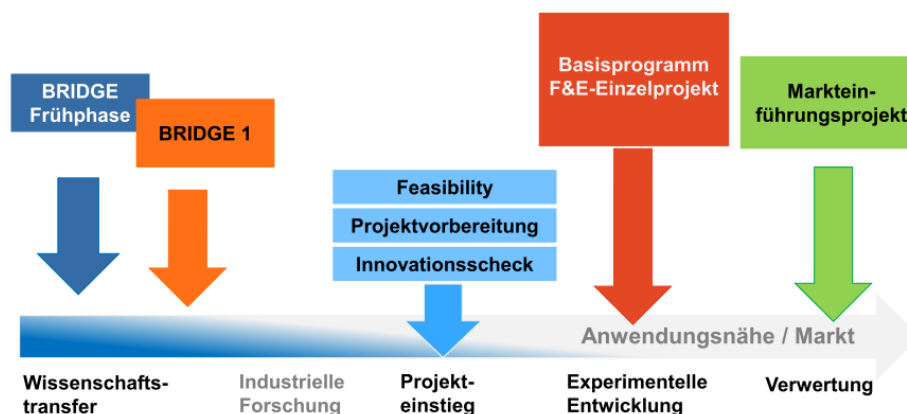 BRIDGE
Frühphase
BRIDGE 1
Feasibility
Projektvorbereitung
Innovationsscheck
Basisprogramm
F&E-Einzelprojekt
Marktein-
führungsprojekt
Anwendungsnähe / Markt
Wissenschafts-
transfer
Industrielle
Forschung
Projekt-
einstieg
Experimentelle
Entwicklung
Verwertung